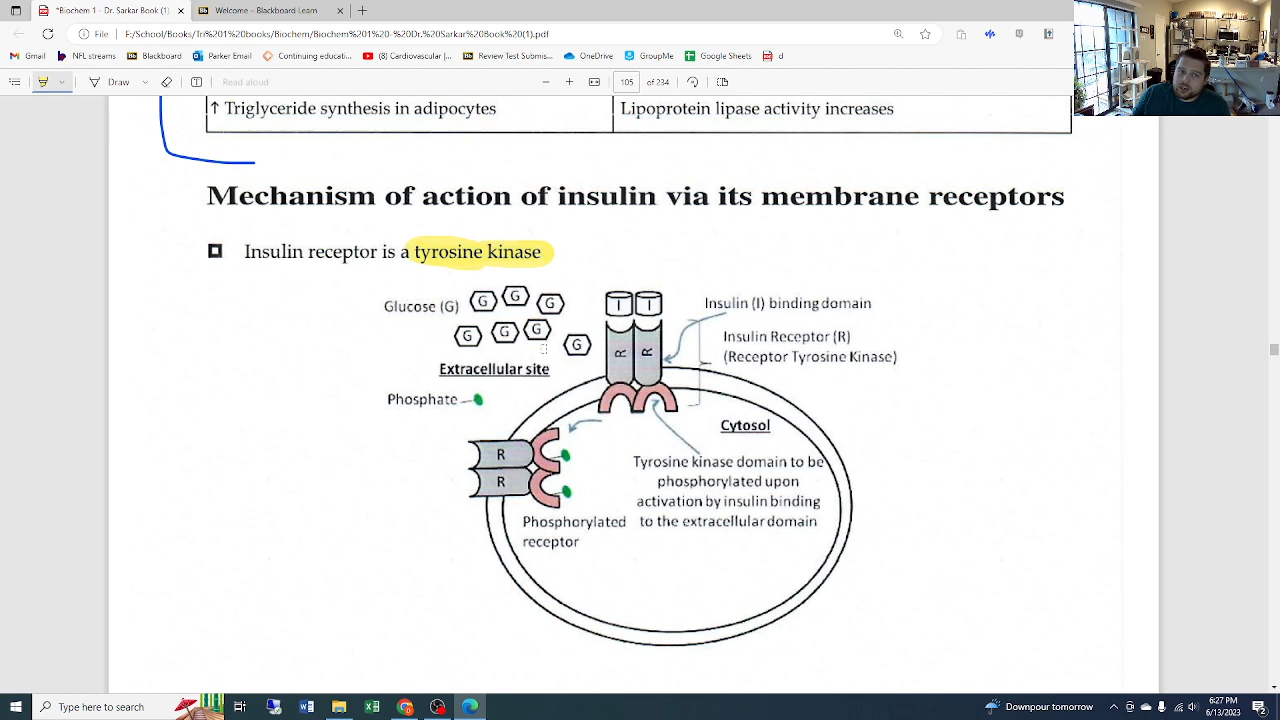 *Biochem 1 - Dr. Sarkar Book (1).
Welcome – Blackboard Learn
File
F:/School/Books/Tri%201%20books/Biochem/Biochem%201%20-%20Dr.%20Sarkar%20Book%20(1).pdf
Gmail
NFL streams
Blackboard
Parker Email
Continuing educati...
(8) Cardiovascular |...
Review Test Submis...
OneDrive
GroupMe
Google Sheets
d
Draw
Read aloud
105 of 234
↑ Triglyceride synthesis in adipocytes
Lipoprotein lipase activity increases
Mechanism of action of insulin via its membrane receptors
Insulin receptor is a tyrosine kinase
Glucose (G)
G G G
G G G G
I I
Insulin (I) binding domain
R R
Insulin Receptor (R)
(Receptor Tyrosine Kinase)
Extracellular site
Phosphate
Cytosol
R
R
Tyrosine kinase domain to be
phosphorylated upon
activation by insulin binding
to the extracellular domain
Phosphorylated
receptor
Type here to search
Downpour tomorrow
6:27 PM
6/13/2023